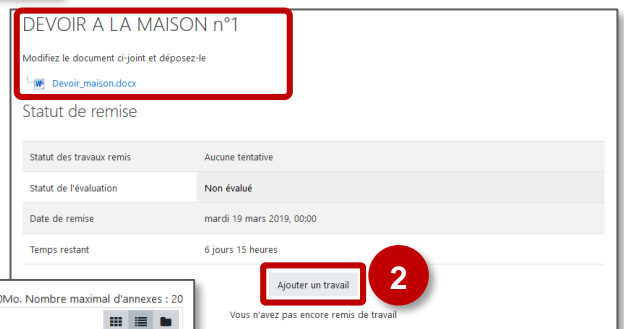 DEVOIR A LA MAISON n°1
Modifiez le document ci-joint et déposez-le
Devoir_maison.docx
Statut de remise
Statut des travaux remis Aucune tentative
Statut de l'évaluation Non évalué
Date de remise mardi 19 mars 2019, 00:00
Temps restant 6 jours 15 heures
Ajouter un travail 2
Mo. Nombre maximal d'annexes : 20
Vous n'avez pas encore remis de travail